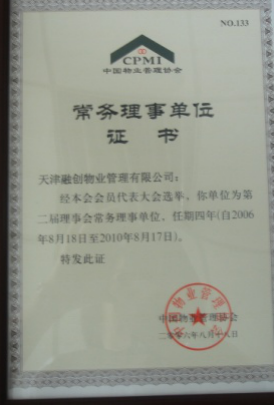 NO.133
CPMI
中国物业管理协会
常务理事单位
证书
天津融创物业管理有限公司：
经本会会员代表大会选举，你单位为第
二届理事会常务理事单位，任期四年（自2006
年8月18日至2010年8月17日）。
特发此证
中国物业管理协会
二〇〇六年八月十八日